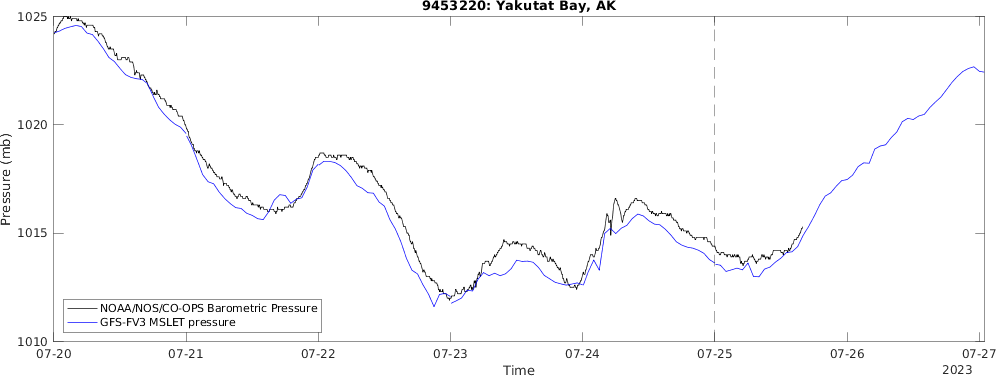 9453220: Yakutat Bay, AK
1025
1020
1015
1010
Pressure (mb)
NOAA/NOS/CO-OPS Barometric Pressure
GFS-FV3 MSLET pressure
07-20 07-21 07-22 07-23 07-24 07-25 07-26 07-27
Time
2023